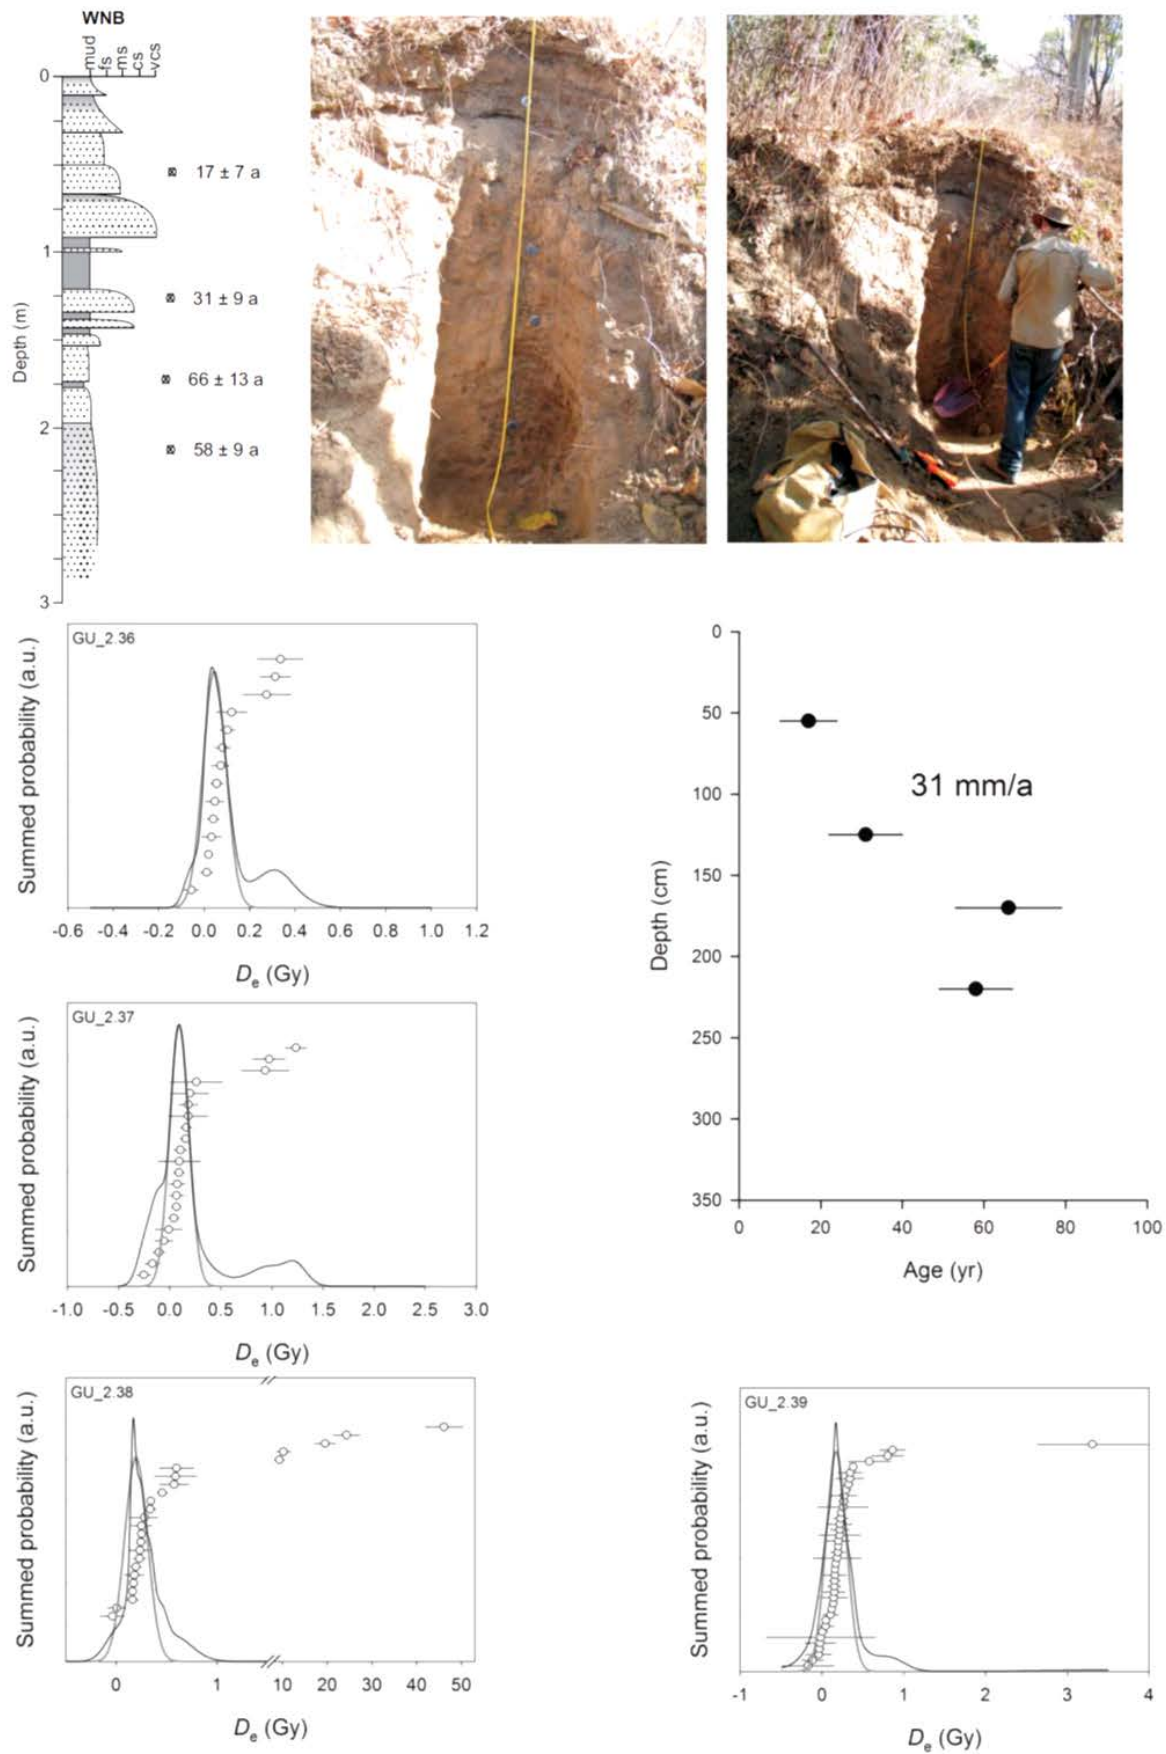 WNB
mud
fs
ms
cs
vcs
0
1
2
3
Depth (m)
17 ± 7 a
31 ± 9 a
66 ± 13 a
58 ± 9 a
GU_2.36
Summed probability (a.u.)
-0.6 -0.4 -0.2 0.0 0.2 0.4 0.6 0.8 1.0 1.2
De (Gy)
0
50
100
150
200
250
300
350
Depth (cm)
31 mm/a
0 20 40 60 80 100
Age (yr)
GU_2.37
Summed probability (a.u.)
-1.0 -0.5 0.0 0.5 1.0 1.5 2.0 2.5 3.0
De (Gy)
GU_2.38
Summed probability (a.u.)
0 1 10 20 30 40 50
De (Gy)
GU_2.39
Summed probability (a.u.)
-1 0 1 2 3 4
De (Gy)